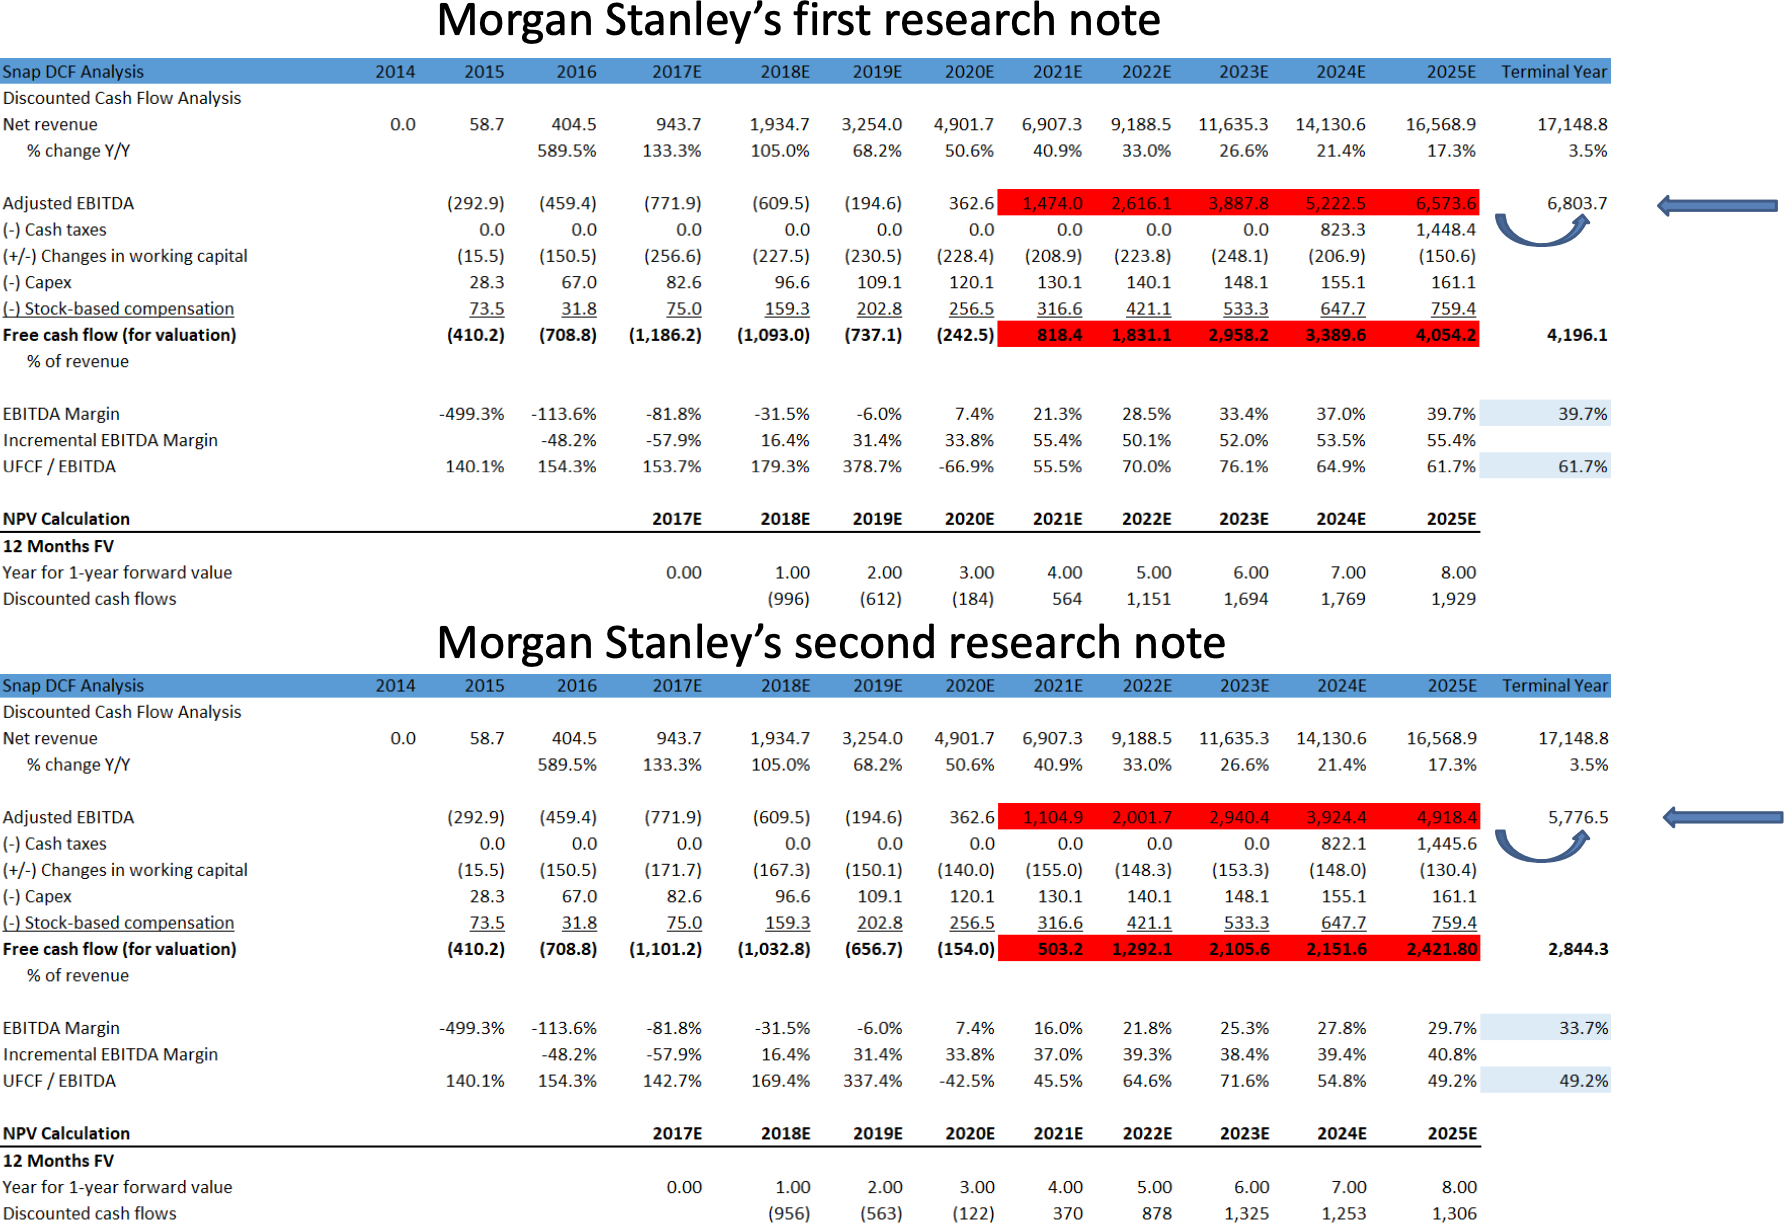 Morgan Stanley’s first research note
Snap DCF Analysis 2014 2015 2016 2017E 2018E 2019E 2020E 2021E 2022E 2023E 2024E 2025E Terminal Year
Discounted Cash Flow Analysis
Net revenue 0.0 58.7 404.5 943.7 1,934.7 3,254.0 4,901.7 6,907.3 9,188.5 11,635.3 14,130.6 16,568.9 17,148.8
% change Y/Y 589.5% 133.3% 105.0% 68.2% 50.6% 40.9% 33.0% 26.6% 21.4% 17.3% 3.5%
Adjusted EBITDA (292.9) (459.4) (771.9) (609.5) (194.6) 362.6 1,474.0 2,616.1 3,887.8 5,222.5 6,573.6 6,803.7
(-) Cash taxes 0.0 0.0 0.0 0.0 0.0 0.0 0.0 0.0 0.0 823.3 1,448.4
(+/-) Changes in working capital (15.5) (150.5) (256.6) (227.5) (230.5) (228.4) (208.9) (223.8) (248.1) (206.9) (150.6)
(-) Capex 28.3 67.0 82.6 96.6 109.1 120.1 130.1 140.1 148.1 155.1 161.1
(-) Stock-based compensation 73.5 31.8 75.0 159.3 202.8 256.5 316.6 421.1 533.3 647.7 759.4
Free cash flow (for valuation) (410.2) (708.8) (1,186.2) (1,093.0) (737.1) (242.5) 818.4 1,831.1 2,958.2 3,389.6 4,054.2 4,196.1
% of revenue
EBITDA Margin -499.3% -113.6% -81.8% -31.5% -6.0% 7.4% 21.3% 28.5% 33.4% 37.0% 39.7% 39.7%
Incremental EBITDA Margin -48.2% -57.9% 16.4% 31.4% 33.8% 55.4% 50.1% 52.0% 53.5% 55.4%
UFCF / EBITDA 140.1% 154.3% 153.7% 179.3% 378.7% -66.9% 55.5% 70.0% 76.1% 64.9% 61.7% 61.7%
NPV Calculation 2017E 2018E 2019E 2020E 2021E 2022E 2023E 2024E 2025E
12 Months FV
Year for 1-year forward value 0.00 1.00 2.00 3.00 4.00 5.00 6.00 7.00 8.00
Discounted cash flows (996) (612) (184) 564 1,151 1,694 1,769 1,929
Morgan Stanley’s second research note
Snap DCF Analysis 2014 2015 2016 2017E 2018E 2019E 2020E 2021E 2022E 2023E 2024E 2025E Terminal Year
Discounted Cash Flow Analysis
Net revenue 0.0 58.7 404.5 943.7 1,934.7 3,254.0 4,901.7 6,907.3 9,188.5 11,635.3 14,130.6 16,568.9 17,148.8
% change Y/Y 589.5% 133.3% 105.0% 68.2% 50.6% 40.9% 33.0% 26.6% 21.4% 17.3% 3.5%
Adjusted EBITDA (292.9) (459.4) (771.9) (609.5) (194.6) 362.6 1,104.9 2,001.7 2,940.4 3,924.4 4,918.4 5,776.5
(-) Cash taxes 0.0 0.0 0.0 0.0 0.0 0.0 0.0 0.0 0.0 822.1 1,445.6
(+/-) Changes in working capital (15.5) (150.5) (171.7) (167.3) (150.1) (140.0) (155.0) (148.3) (153.3) (148.0) (130.4)
(-) Capex 28.3 67.0 82.6 96.6 109.1 120.1 130.1 140.1 148.1 155.1 161.1
(-) Stock-based compensation 73.5 31.8 75.0 159.3 202.8 256.5 316.6 421.1 533.3 647.7 759.4
Free cash flow (for valuation) (410.2) (708.8) (1,101.2) (1,032.8) (656.7) (154.0) 503.2 1,292.1 2,105.6 2,151.6 2,421.80 2,844.3
% of revenue
EBITDA Margin -499.3% -113.6% -81.8% -31.5% -6.0% 7.4% 16.0% 21.8% 25.3% 27.8% 29.7% 33.7%
Incremental EBITDA Margin -48.2% -57.9% 16.4% 31.4% 33.8% 37.0% 39.3% 38.4% 39.4% 40.8%
UFCF / EBITDA 140.1% 154.3% 142.7% 169.4% 337.4% -42.5% 45.5% 64.6% 71.6% 54.8% 49.2% 49.2%
NPV Calculation 2017E 2018E 2019E 2020E 2021E 2022E 2023E 2024E 2025E
12 Months FV
Year for 1-year forward value 0.00 1.00 2.00 3.00 4.00 5.00 6.00 7.00 8.00
Discounted cash flows (956) (563) (122) 370 878 1,325 1,253 1,306